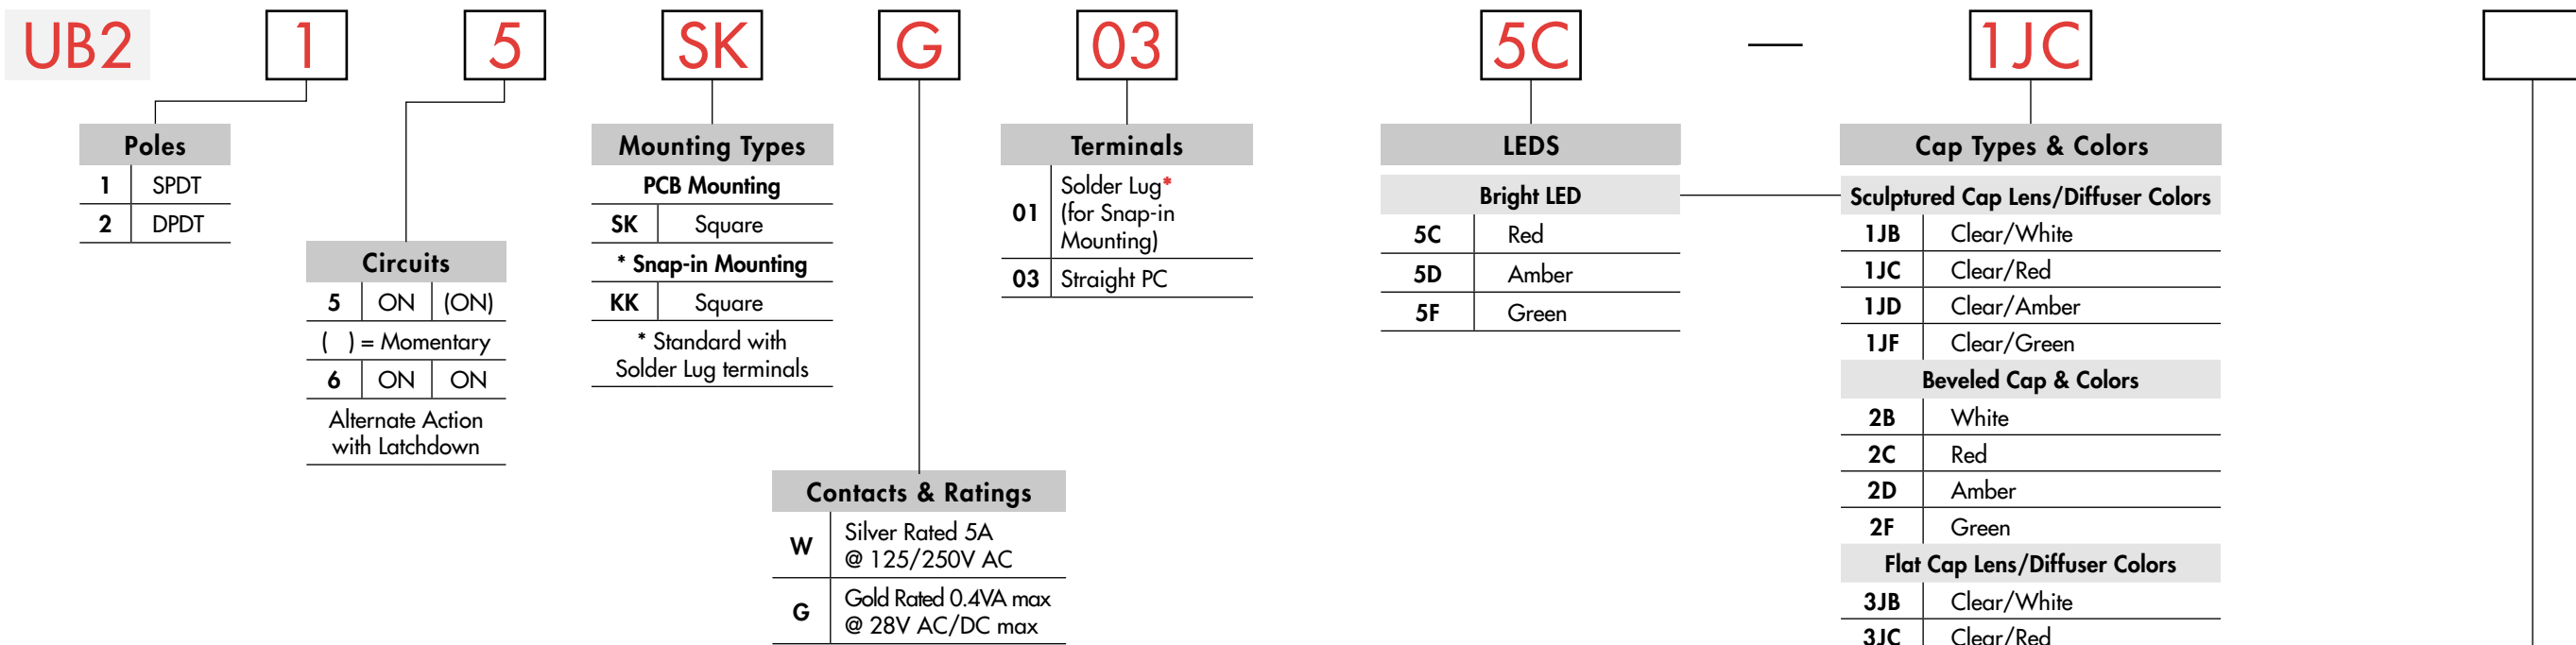 UB2 1 5 SK G 03 5C — 1JC
Poles
1 SPDT
2 DPDT
Circuits
5 ON (ON)
( ) = Momentary
6 ON ON
Alternate Action
with Latchdown
Mounting Types
PCB Mounting
SK Square
* Snap-in Mounting
KK Square
* Standard with
Solder Lug terminals
Contacts & Ratings
W Silver Rated 5A
@ 125/250V AC
G Gold Rated 0.4VA max
@ 28V AC/DC max
Terminals
01 Solder Lug*
(for Snap-in
Mounting)
03 Straight PC
LEDS
Bright LED
5C Red
5D Amber
5F Green
Cap Types & Colors
Sculptured Cap Lens/Diffuser Colors
1JB Clear/White
1JC Clear/Red
1JD Clear/Amber
1JF Clear/Green
Beveled Cap & Colors
2B White
2C Red
2D Amber
2F Green
Flat Cap Lens/Diffuser Colors
3JB Clear/White
3JC Clear/Red